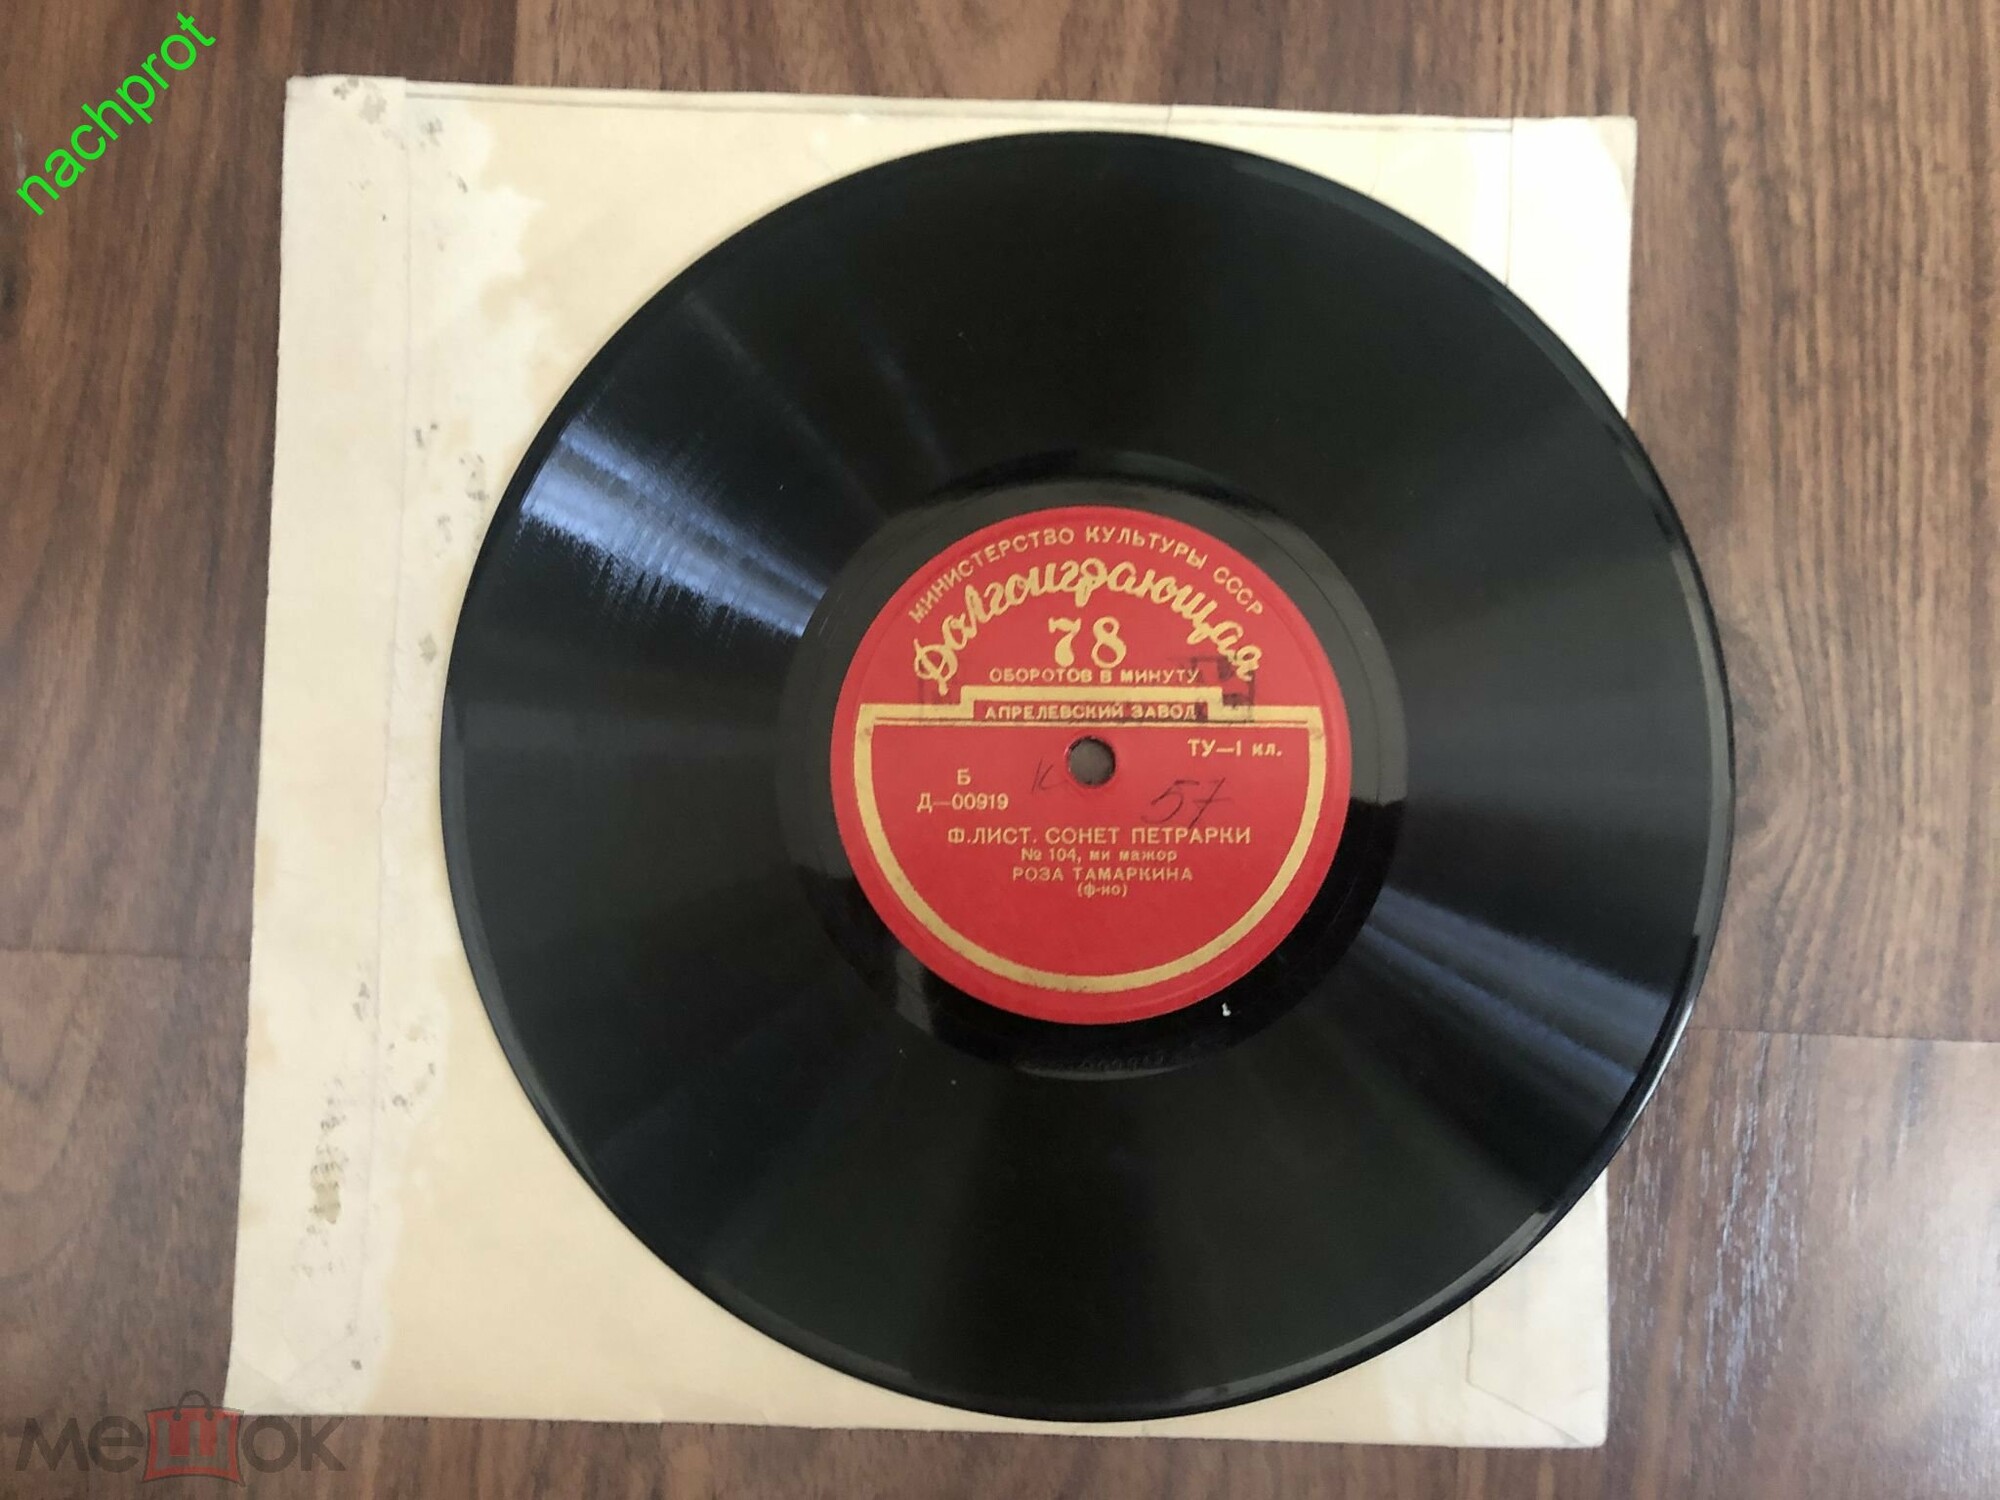 nachprot
МИНИСТЕРСТВО КУЛЬТУРЫ СССР
Долгоиграющая
78
ОБОРОТОВ В МИНУТУ
АПРЕЛЕВСКИЙ ЗАВОД
ТУ—I кл.
Б
Д—00919
57
Ф.ЛИСТ. СОНЕТ ПЕТРАРКИ
№ 104, ми мажор
РОЗА ТАМАРКИНА
(ф-но)
мешок